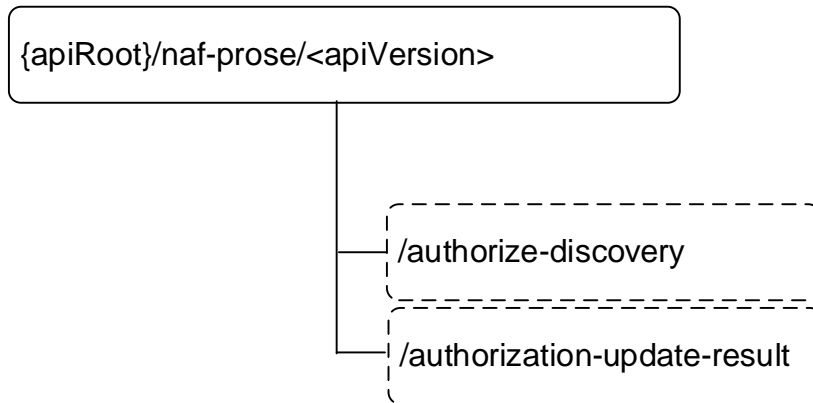 {apiRoot}/naf-prose/<apiVersion>
/authorize-discovery
/authorization-update-result